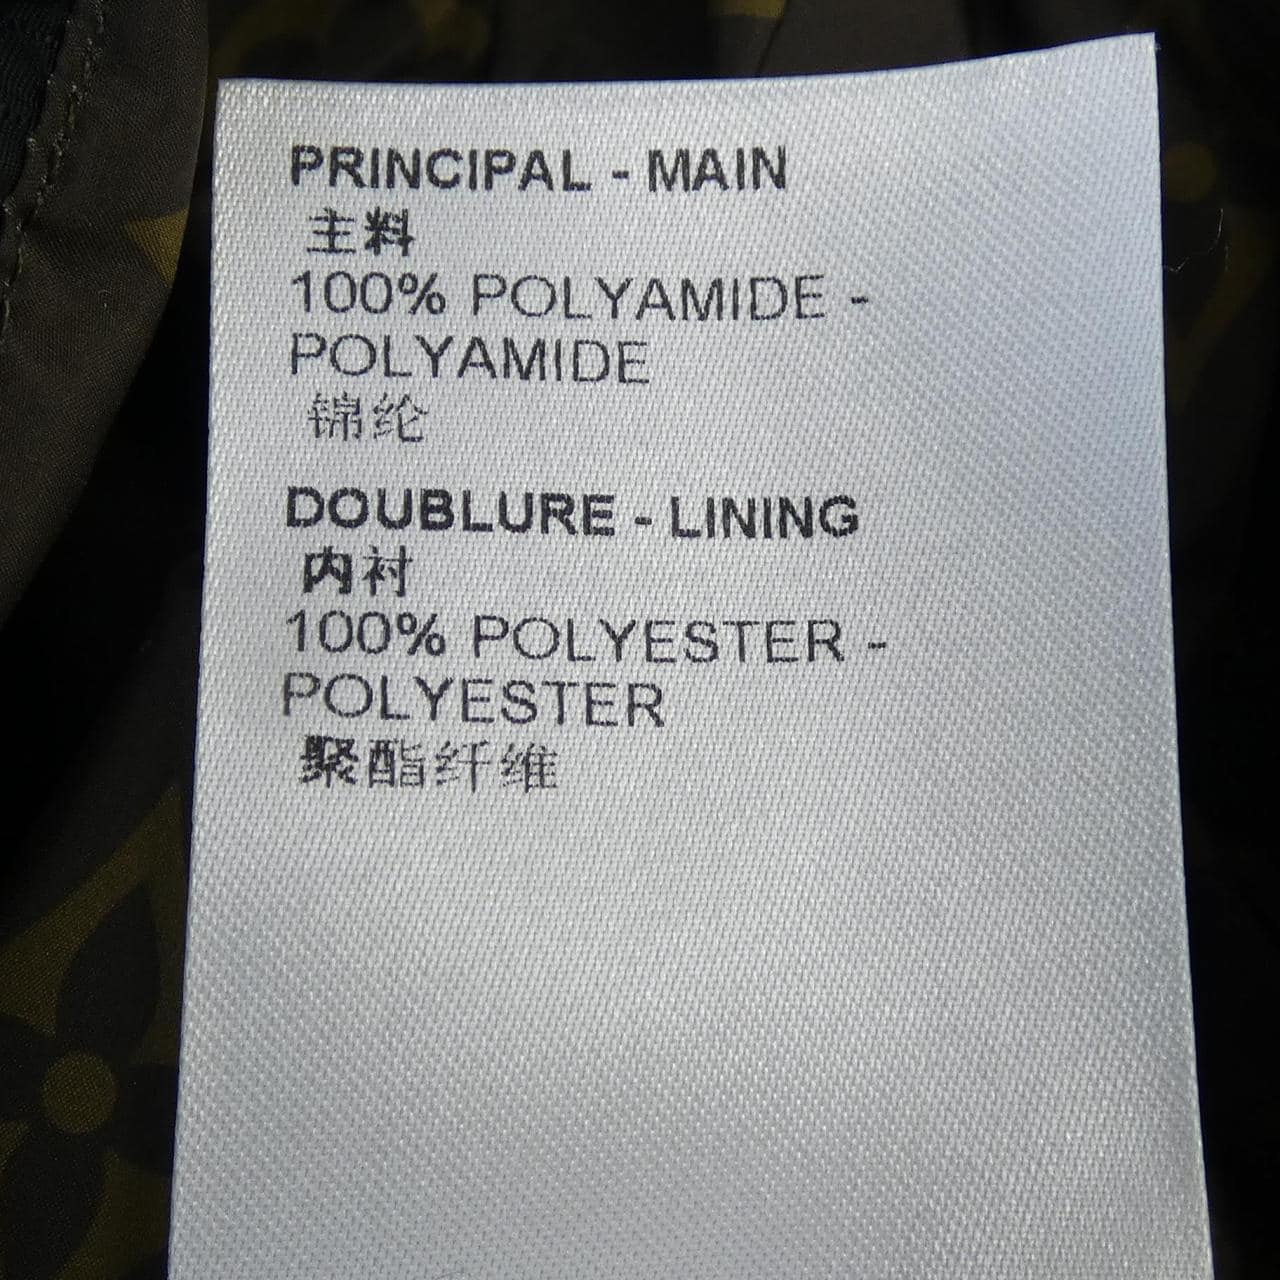 PRINCIPAL - MAIN
主料
100% POLYAMIDE -
POLYAMIDE
锦纶
DOUBLURE - LINING
内衬
100% POLYESTER -
POLYESTER
聚酯纤维